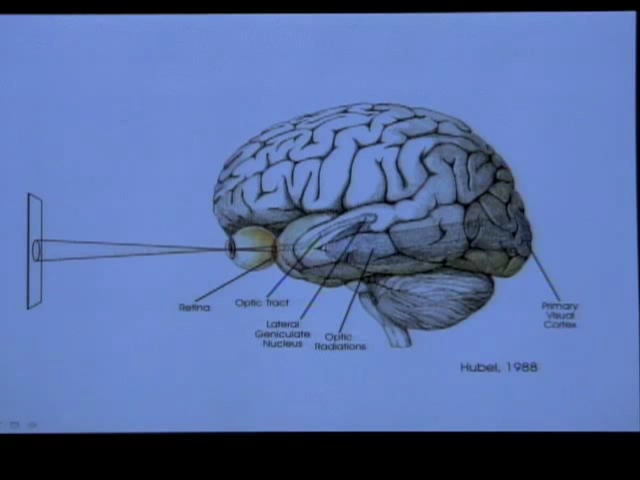 Retina
Optic Tract
Lateral
Geniculate
Nucleus
Optic
Radiations
Primary
Visual
Cortex
Hubel, 1988